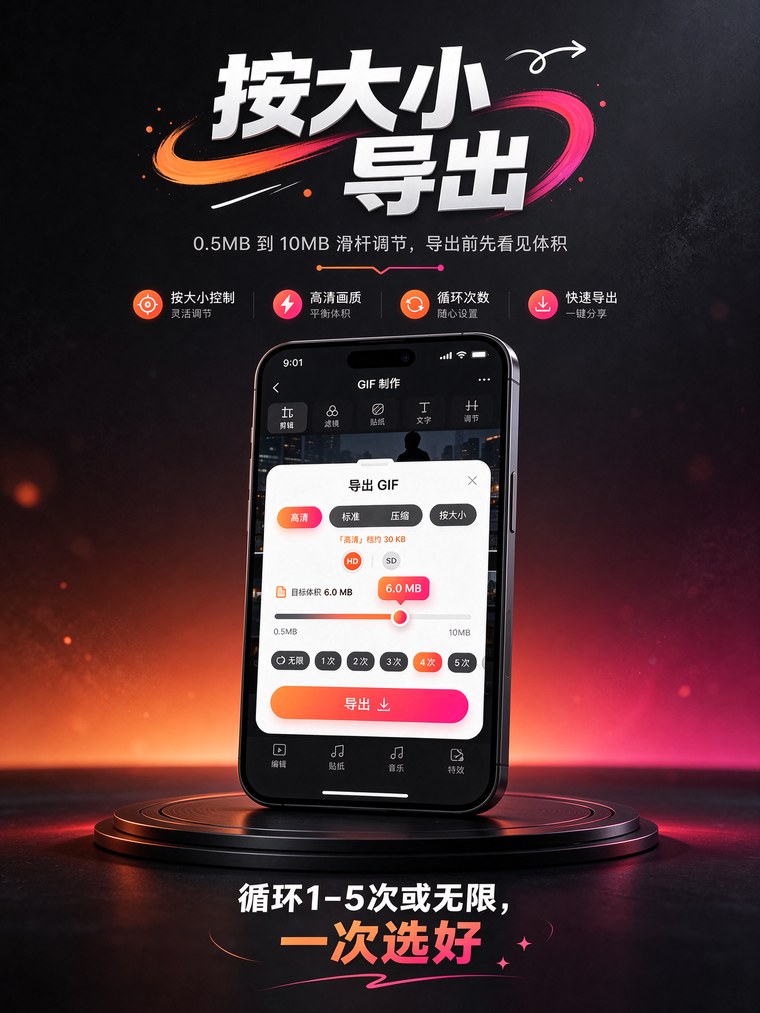 按大小
导出
0.5MB 到 10MB 滑杆调节，导出前先看见体积
按大小控制
灵活调节
高清画质
平衡体积
循环次数
随心设置
快速导出
一键分享
9:01
GIF 制作
剪辑
滤镜
贴纸
文字
调节
导出 GIF
高清
标准
压缩
按大小
「高清」档约 30 KB
HD
SD
目标体积 6.0 MB
6.0 MB
0.5MB
10MB
无限
1 次
2 次
3 次
4 次
5 次
导出
编辑
贴纸
音乐
特效
循环1-5次或无限，
一次选好